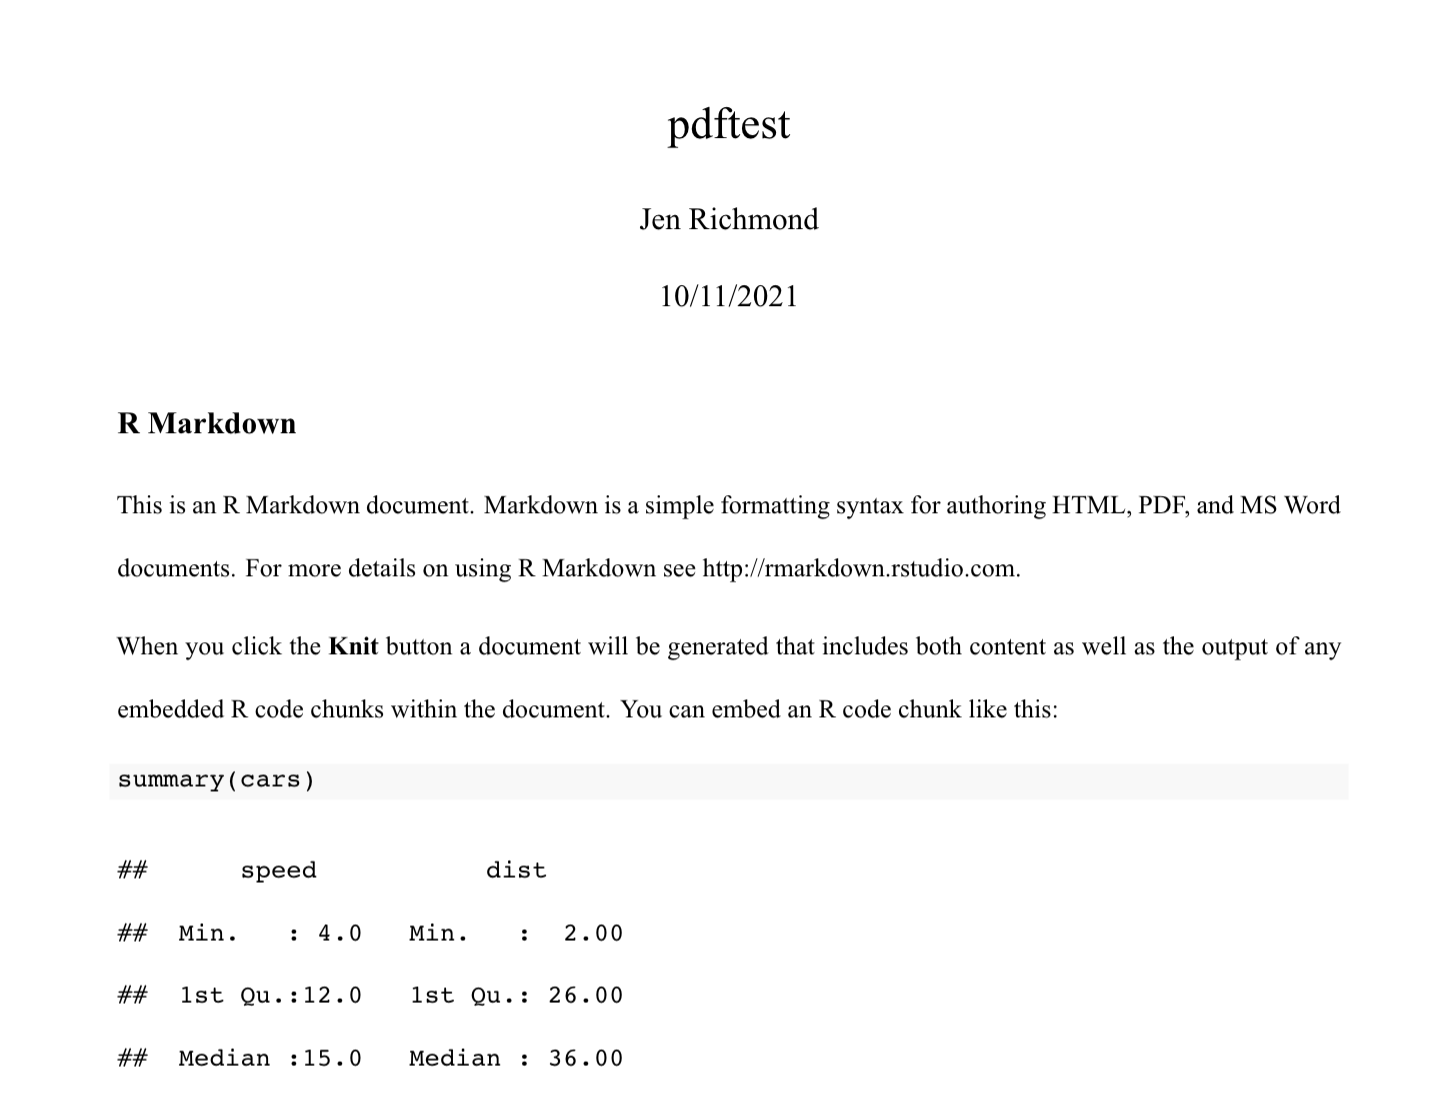 pdftest
Jen Richmond
10/11/2021
R Markdown
This is an R Markdown document. Markdown is a simple formatting syntax for authoring HTML, PDF, and MS Word
documents. For more details on using R Markdown see http://rmarkdown.rstudio.com.
When you click the Knit button a document will be generated that includes both content as well as the output of any
embedded R code chunks within the document. You can embed an R code chunk like this:
summary(cars)
##      speed           dist
##  Min.   : 4.0   Min.   :  2.00
##  1st Qu.:12.0   1st Qu.: 26.00
##  Median :15.0   Median : 36.00